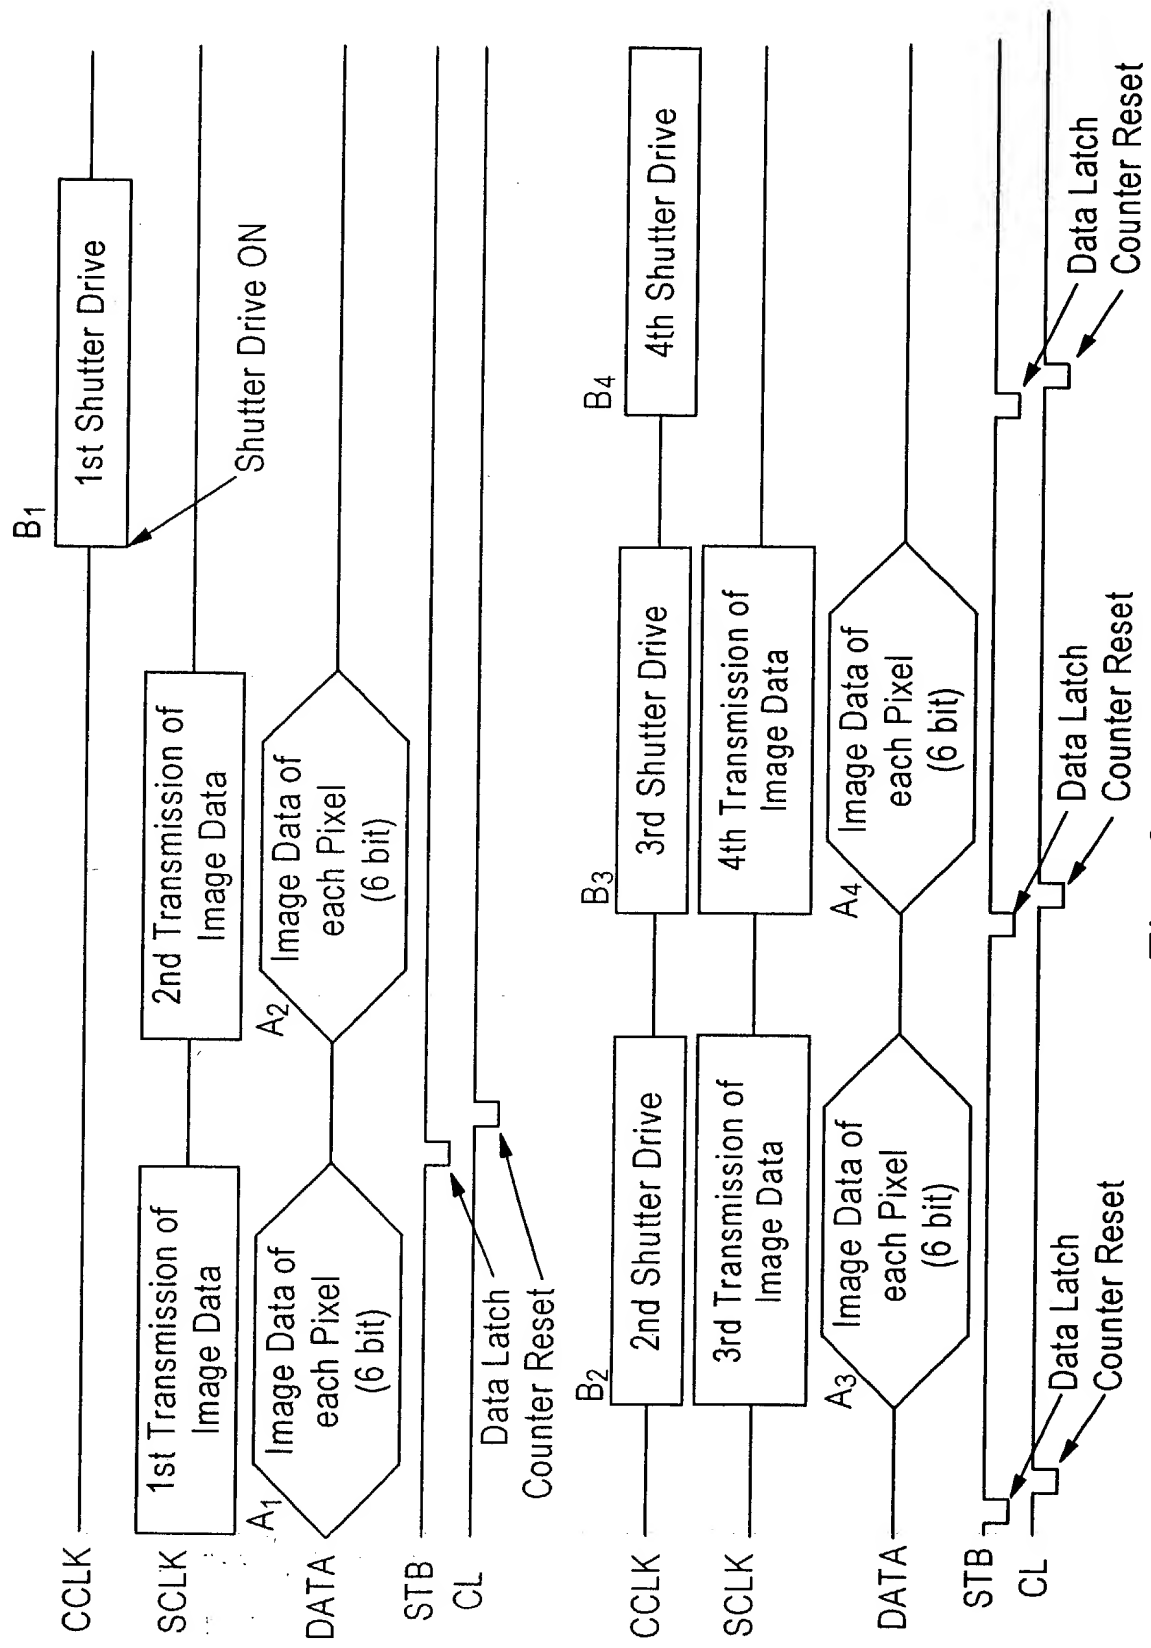 B1
CCLK
1st Shutter Drive
Shutter Drive ON
SCLK
1st Transmission of
Image Data
2nd Transmission of
Image Data
A1
A2
DATA
Image Data of
each Pixel
(6 bit)
Image Data of
each Pixel
(6 bit)
STB
CL
Data Latch
Counter Reset
B2
B3
B4
CCLK
2nd Shutter Drive
3rd Shutter Drive
4th Shutter Drive
SCLK
3rd Transmission of
Image Data
4th Transmission of
Image Data
A3
A4
DATA
Image Data of
each Pixel
(6 bit)
Image Data of
each Pixel
(6 bit)
STB
CL
Data Latch
Counter Reset
Data Latch
Counter Reset
Data Latch
Counter Reset